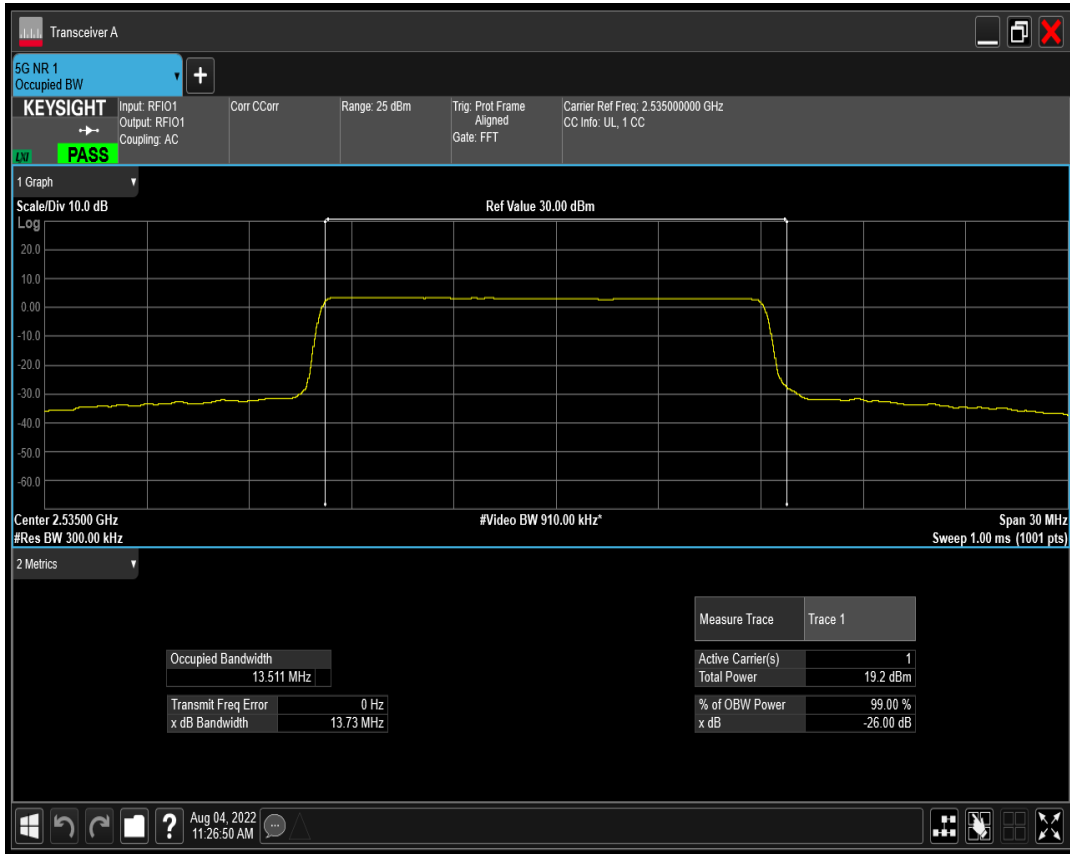 Transceiver A
5G NR 1
Occupied BW
+
KEYSIGHT
LXI
PASS
Input: RFIO1
Output: RFIO1
Coupling: AC
Corr CCorr
Range: 25 dBm
Trig: Prot Frame
Aligned
Gate: FFT
Carrier Ref Freq: 2.535000000 GHz
CC Info: UL, 1 CC
1 Graph
Scale/Div 10.0 dB
Ref Value 30.00 dBm
Log
20.0
10.0
0.00
-10.0
-20.0
-30.0
-40.0
-50.0
-60.0
Center 2.53500 GHz
#Video BW 910.00 kHz*
Span 30 MHz
#Res BW 300.00 kHz
Sweep 1.00 ms (1001 pts)
2 Metrics
Measure Trace Trace 1
Occupied Bandwidth
13.511 MHz
Active Carrier(s) 1
Total Power 19.2 dBm
Transmit Freq Error 0 Hz
x dB Bandwidth 13.73 MHz
% of OBW Power 99.00 %
x dB -26.00 dB
?
Aug 04, 2022
11:26:50 AM